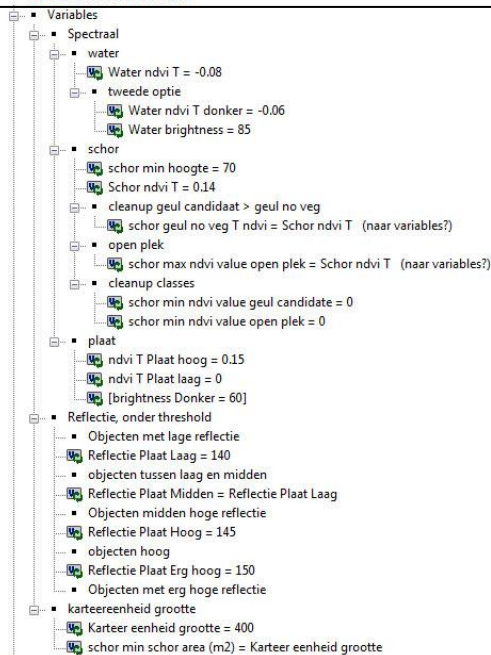 Variables
Spectraal
water
Water ndvi T = -0.08
tweede optie
Water ndvi T donker = -0.06
Water brightness = 85
schor
schor min hoogte = 70
Schor ndvi T = 0.14
cleanup geul candidaat > geul no veg
schor geul no veg T ndvi = Schor ndvi T (naar variables?)
open plek
schor max ndvi value open plek = Schor ndvi T (naar variables?)
cleanup classes
schor min ndvi value geul candidate = 0
schor min ndvi value open plek = 0
plaat
ndvi T Plaat hoog = 0.15
ndvi T Plaat laag = 0
[brightness Donker = 60]
Reflectie, onder threshold
Objecten met lage reflectie
Reflectie Plaat Laag = 140
objecten tussen laag en midden
Reflectie Plaat Midden = Reflectie Plaat Laag
Objecten midden hoge reflectie
Reflectie Plaat Hoog = 145
objecten hoog
Reflectie Plaat Erg hoog = 150
Objecten met erg hoge reflectie
karteereenheid grootte
Karteer eenheid grootte = 400
schor min schor area (m2) = Karteer eenheid grootte